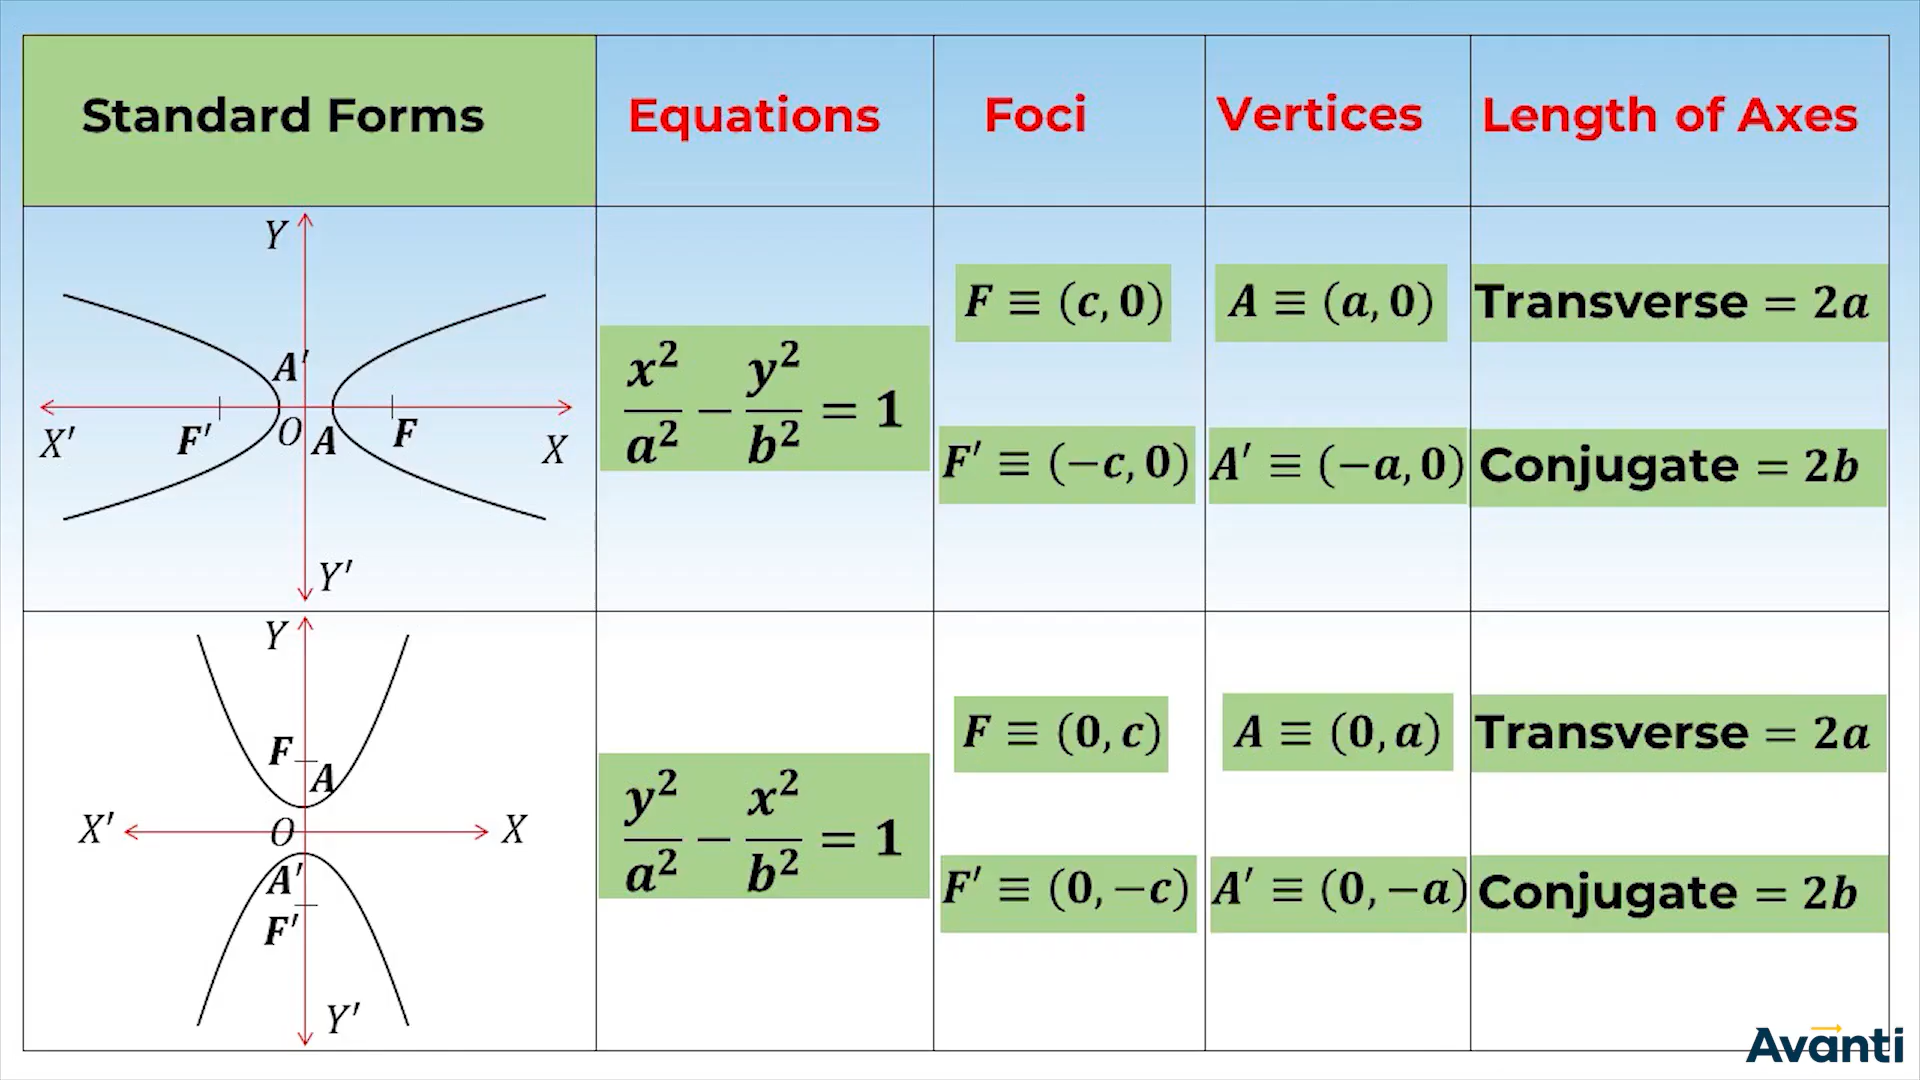 Standard Forms
Equations
Foci
Vertices
Length of Axes
Y
A′
X′
F′
O
A
F
X
Y′
x²/a² − y²/b² = 1
F ≡ (c, 0)
F′ ≡ (−c, 0)
A ≡ (a, 0)
A′ ≡ (−a, 0)
Transverse = 2a
Conjugate = 2b
Y
F
A
X′
O
X
A′
F′
Y′
y²/a² − x²/b² = 1
F ≡ (0, c)
F′ ≡ (0, −c)
A ≡ (0, a)
A′ ≡ (0, −a)
Transverse = 2a
Conjugate = 2b
Avanti